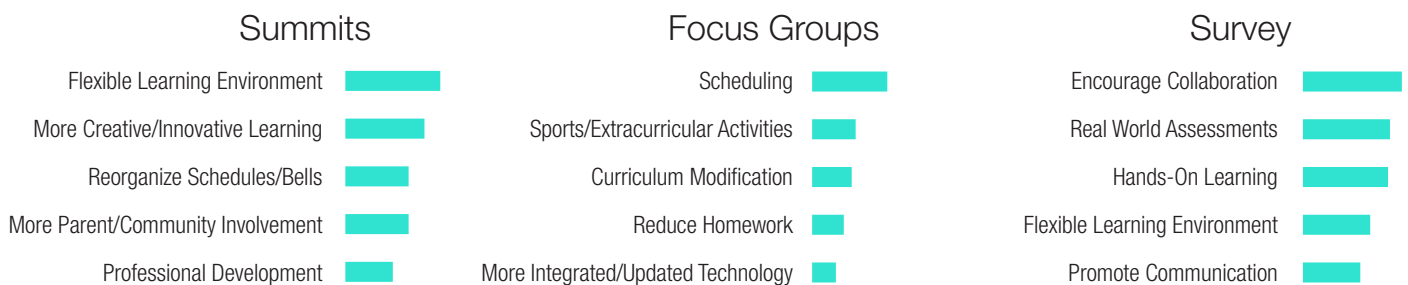 Summits
Flexible Learning Environment
More Creative/Innovative Learning
Reorganize Schedules/Bells
More Parent/Community Involvement
Professional Development
Focus Groups
Scheduling
Sports/Extracurricular Activities
Curriculum Modification
Reduce Homework
More Integrated/Updated Technology
Survey
Encourage Collaboration
Real World Assessments
Hands-On Learning
Flexible Learning Environment
Promote Communication